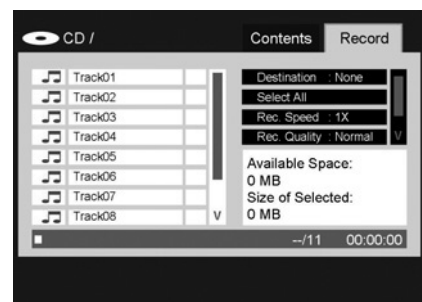 CD /
Contents Record
Track01
Track02
Track03
Track04
Track05
Track06
Track07
Track08
V
Destination : None
Select All
Rec. Speed : 1X
Rec. Quality : Normal
V
Available Space:
0 MB
Size of Selected:
0 MB
--/11 00:00:00